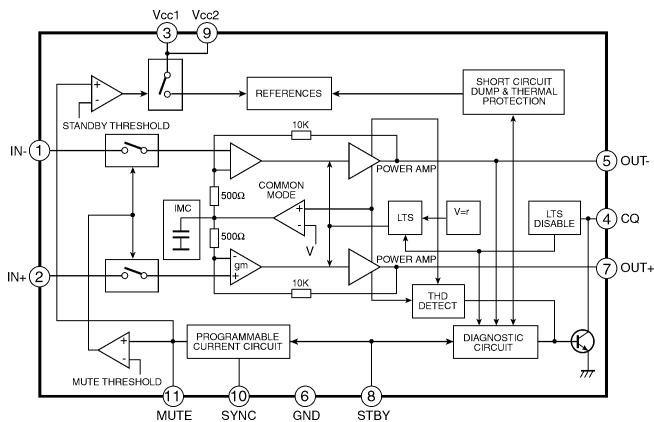 Vcc1 Vcc2
3 9
+
-
STANDBY THRESHOLD
REFERENCES
SHORT CIRCUIT
DUMP & THERMAL
PROTECTION
10K
IN- 1
POWER AMP
5 OUT-
500Ω
COMMON
MODE
IMC
+
-
V
LTS
V=r
LTS
DISABLE
4 CQ
500Ω
-
gm
+
POWER AMP
IN+ 2
7 OUT+
10K
THD
DETECT
+
-
MUTE THRESHOLD
PROGRAMMABLE
CURRENT CIRCUIT
DIAGNOSTIC
CIRCUIT
11 10 6 8
MUTE SYNC GND STBY